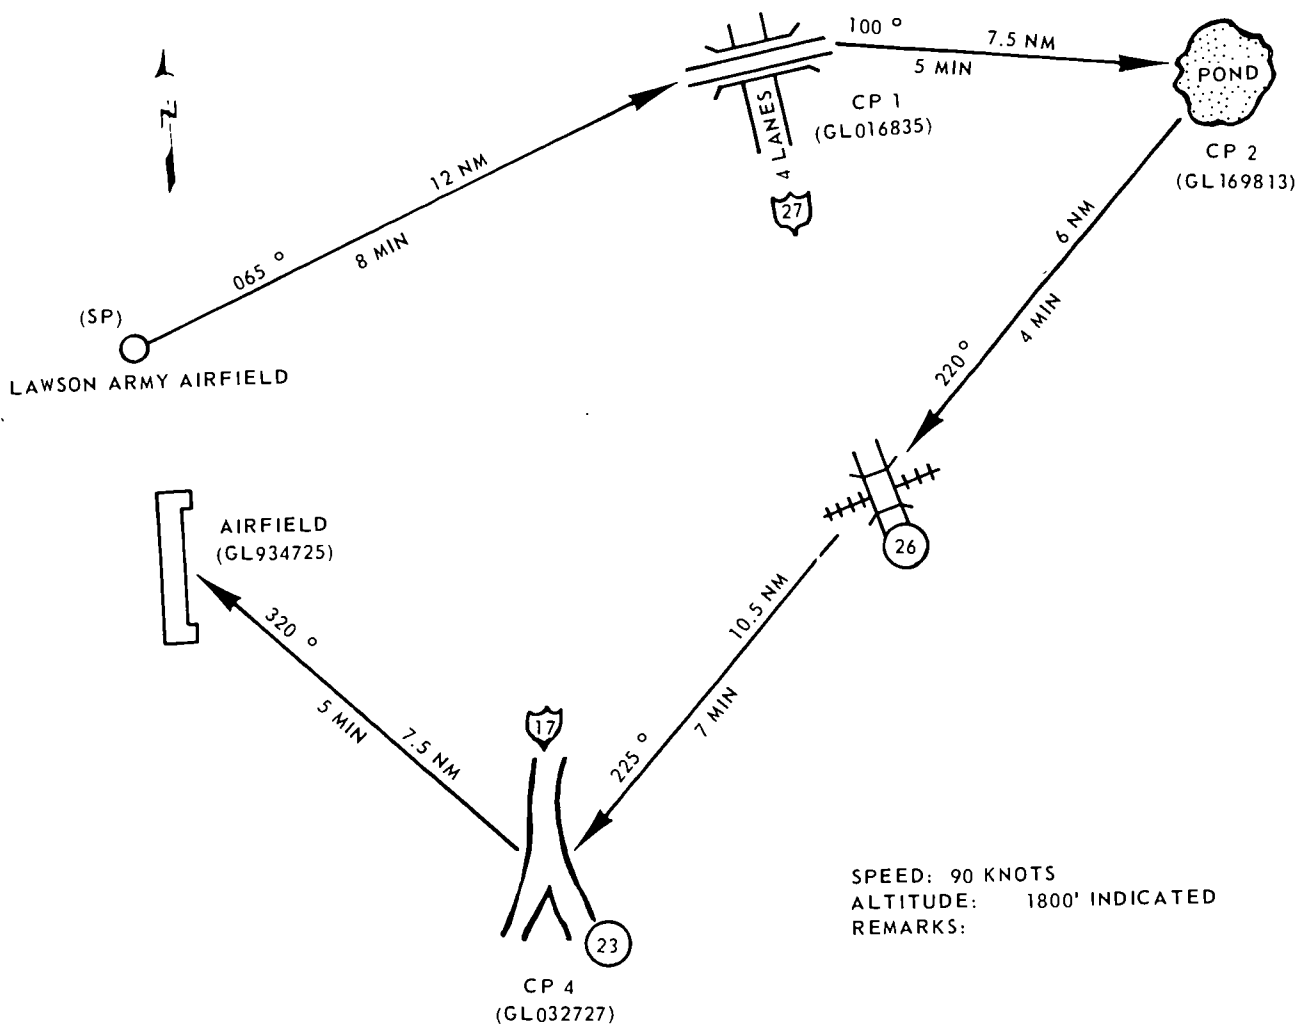 N
(SP)
LAWSON ARMY AIRFIELD
065°
12 NM
8 MIN
4 LANES
27
CP 1
(GL016835)
100°
7.5 NM
5 MIN
POND
CP 2
(GL169813)
6 NM
4 MIN
220°
26
10.5 NM
7 MIN
225°
17
23
CP 4
(GL032727)
7.5 NM
5 MIN
320°
AIRFIELD
(GL934725)
SPEED: 90 KNOTS
ALTITUDE: 1800' INDICATED
REMARKS: